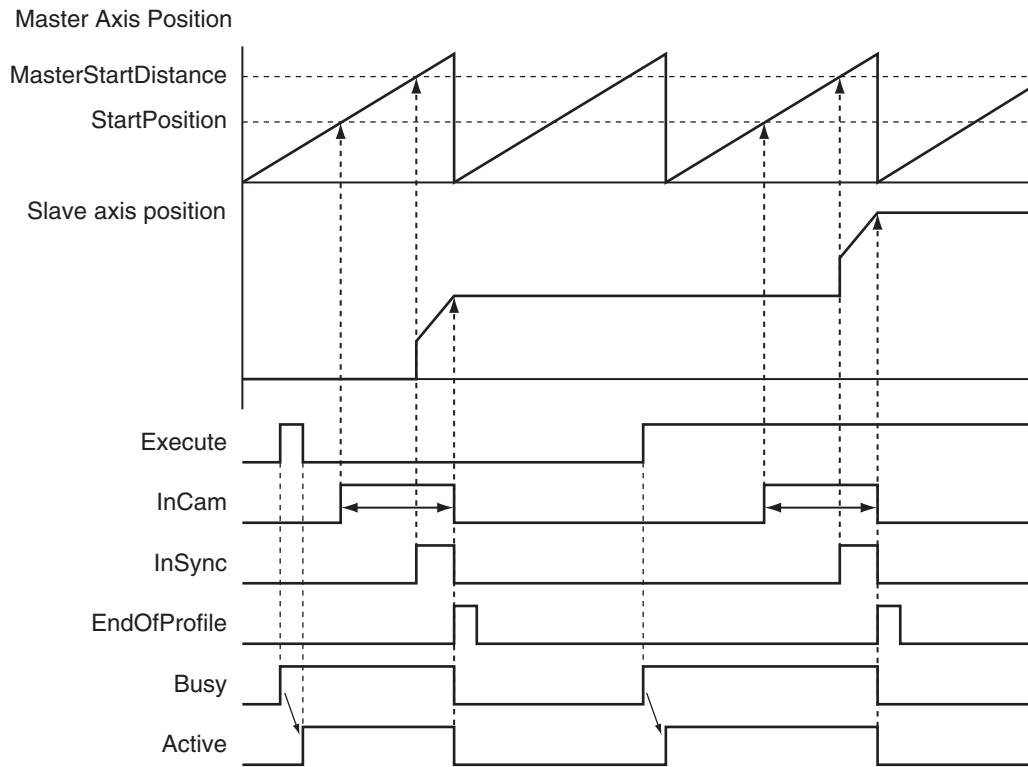 Master Axis Position
MasterStartDistance
StartPosition
Slave axis position
Execute
InCam
InSync
EndOfProfile
Busy
Active